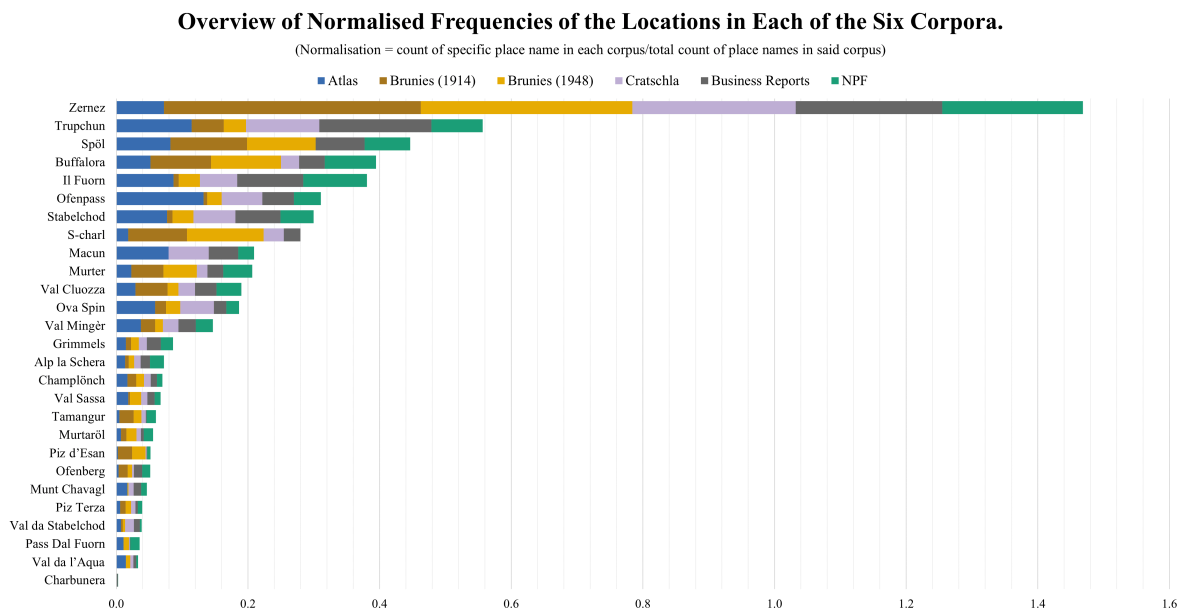 Overview of Normalised Frequencies of the Locations in Each of the Six Corpora.
(Normalisation = count of specific place name in each corpus/total count of place names in said corpus)
Atlas Brunies (1914) Brunies (1948) Cratschla Business Reports NPF
Zernez
Trupchun
Spöl
Buffalora
Il Fuorn
Ofenpass
Stabelchod
S-charl
Macun
Murter
Val Cluozza
Ova Spin
Val Mingèr
Grimmels
Alp la Schera
Champlönch
Val Sassa
Tamangur
Murtaröl
Piz d’Esan
Ofenberg
Munt Chavagl
Piz Terza
Val da Stabelchod
Pass Dal Fuorn
Val da l’Aqua
Charbunera
0.0 0.2 0.4 0.6 0.8 1.0 1.2 1.4 1.6